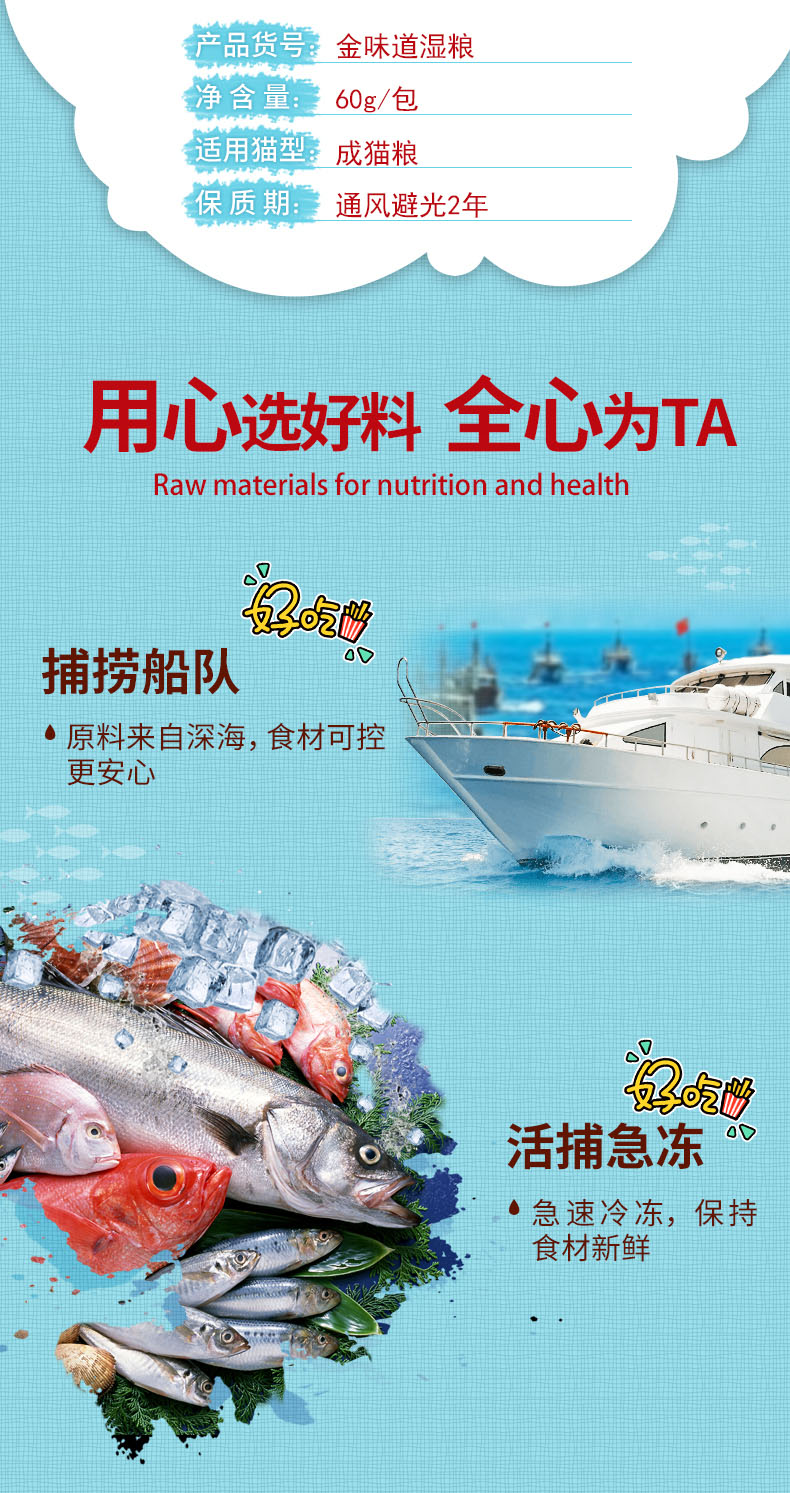 产品货号： 金味道湿粮
净含量： 60g/包
适用猫型： 成猫粮
保质期： 通风避光2年
用心选好料 全心为TA
Raw materials for nutrition and health
好吃
捕捞船队
原料来自深海，食材可控
更安心
好吃
活捕急冻
急速冷冻，保持
食材新鲜